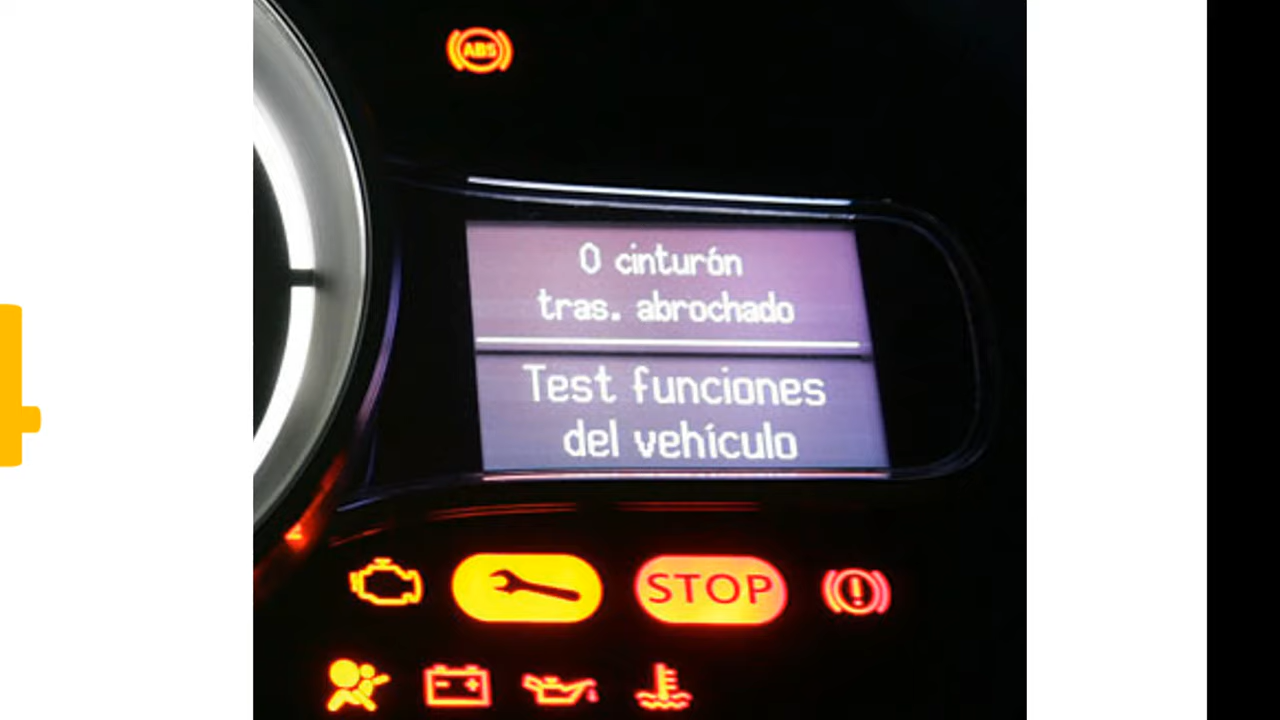 ABS
0 cinturón
tras. abrochado
Test funciones
del vehículo
STOP